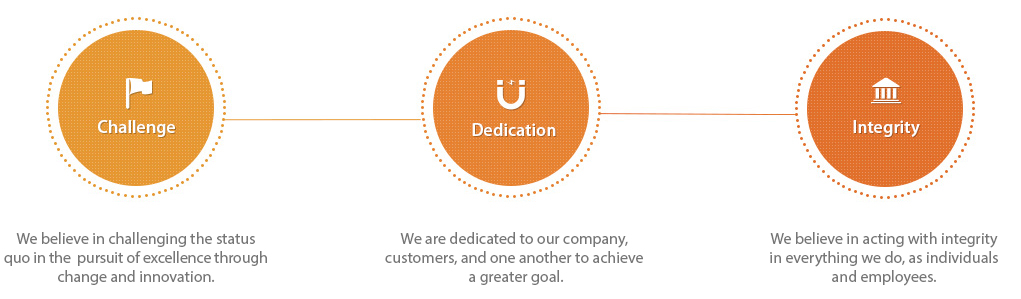 Challenge
We believe in challenging the status
quo in the pursuit of excellence through
change and innovation.
Dedication
We are dedicated to our company,
customers, and one another to achieve
a greater goal.
Integrity
We believe in acting with integrity
in everything we do, as individuals
and employees.